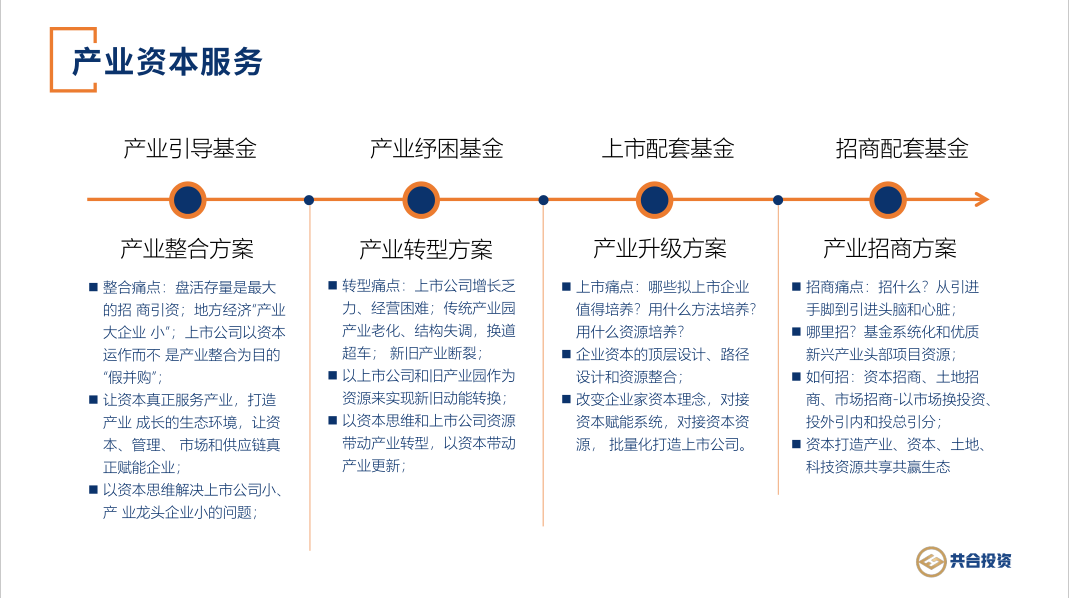 产业资本服务
产业引导基金
产业纾困基金
上市配套基金
招商配套基金
产业整合方案
■ 整合痛点：盘活存量是最大
的招 商引资；地方经济“产业
大企业 小”；上市公司以资本
运作而不 是产业整合为目的
“假并购”；
■ 让资本真正服务产业，打造
产业 成长的生态环境，让资
本、管理、 市场和供应链真
正赋能企业；
■ 以资本思维解决上市公司小、
产 业龙头企业小的问题；
产业转型方案
■ 转型痛点：上市公司增长乏
力、经营困难；传统产业园
产业老化、结构失调，换道
超车； 新旧产业断裂；
■ 以上市公司和旧产业园作为
资源来实现新旧动能转换；
■ 以资本思维和上市公司资源
带动产业转型，以资本带动
产业更新；
产业升级方案
■ 上市痛点：哪些拟上市企业
值得培养？用什么方法培养？
用什么资源培养？
■ 企业资本的顶层设计、路径
设计和资源整合；
■ 改变企业家资本理念，对接
资本赋能系统，对接资本资
源， 批量化打造上市公司。
产业招商方案
■ 招商痛点：招什么？从引进
手脚到引进头脑和心脏；
■ 哪里招？基金系统化和优质
新兴产业头部项目资源；
■ 如何招：资本招商、土地招
商、市场招商-以市场换投资、
投外引内和投总引分；
■ 资本打造产业、资本、土地、
科技资源共享共赢生态
共合投资